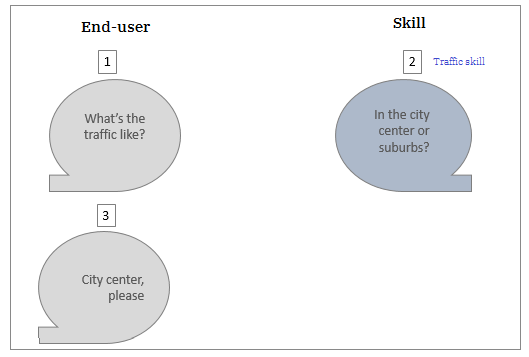 End-user
Skill
1
2
Traffic skill
What's the
traffic like?
In the city
center or
suburbs?
3
City center,
please